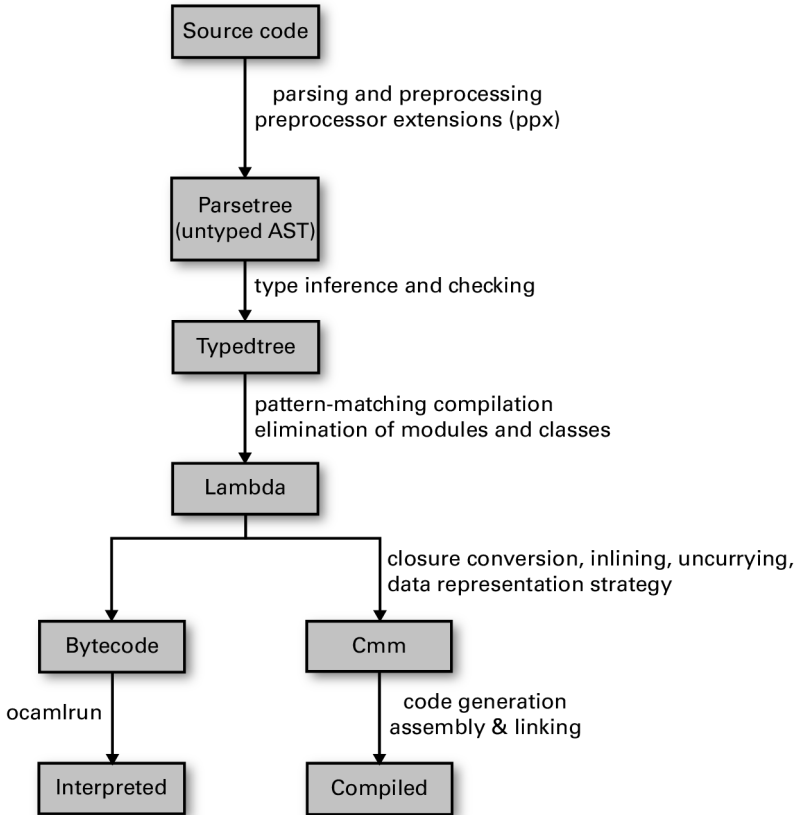 Source code
parsing and preprocessing
preprocessor extensions (ppx)
Parsetree
(untyped AST)
type inference and checking
Typedtree
pattern-matching compilation
elimination of modules and classes
Lambda
closure conversion, inlining, uncurrying,
data representation strategy
Bytecode
Cmm
ocamlrun
code generation
assembly & linking
Interpreted
Compiled